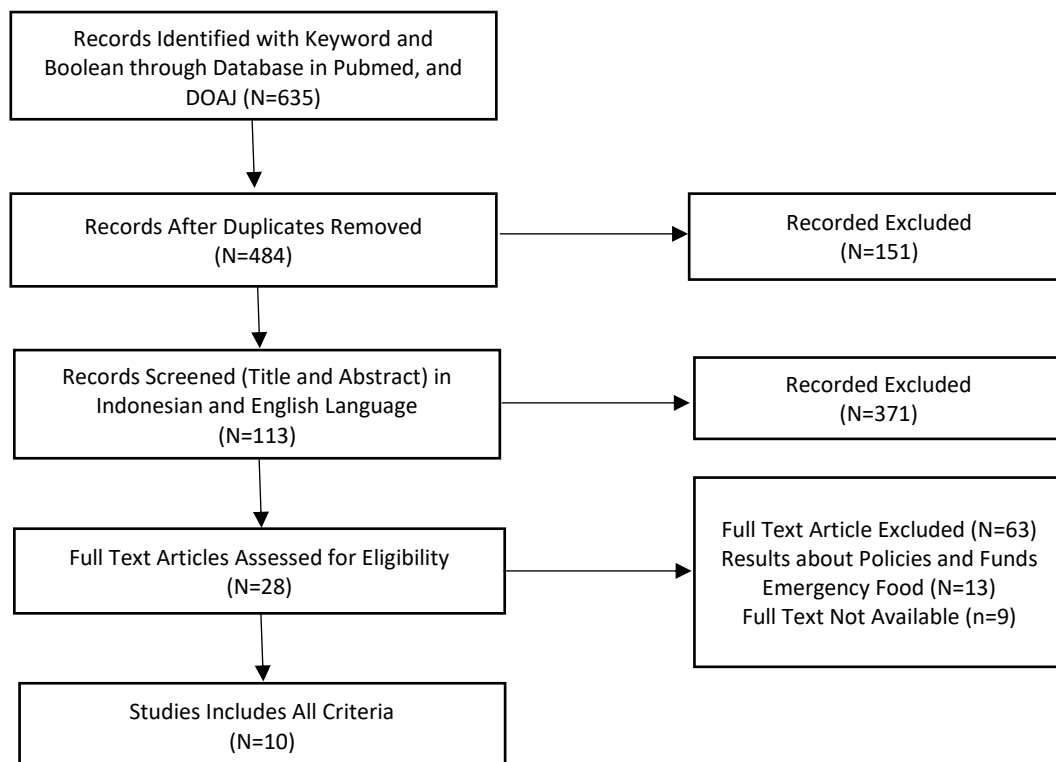 Records Identified with Keyword and
Boolean through Database in Pubmed, and
DOAJ (N=635)
Records After Duplicates Removed
(N=484)
Recorded Excluded
(N=151)
Records Screened (Title and Abstract) in
Indonesian and English Language
(N=113)
Recorded Excluded
(N=371)
Full Text Articles Assessed for Eligibility
(N=28)
Full Text Article Excluded (N=63)
Results about Policies and Funds
Emergency Food (N=13)
Full Text Not Available (n=9)
Studies Includes All Criteria
(N=10)